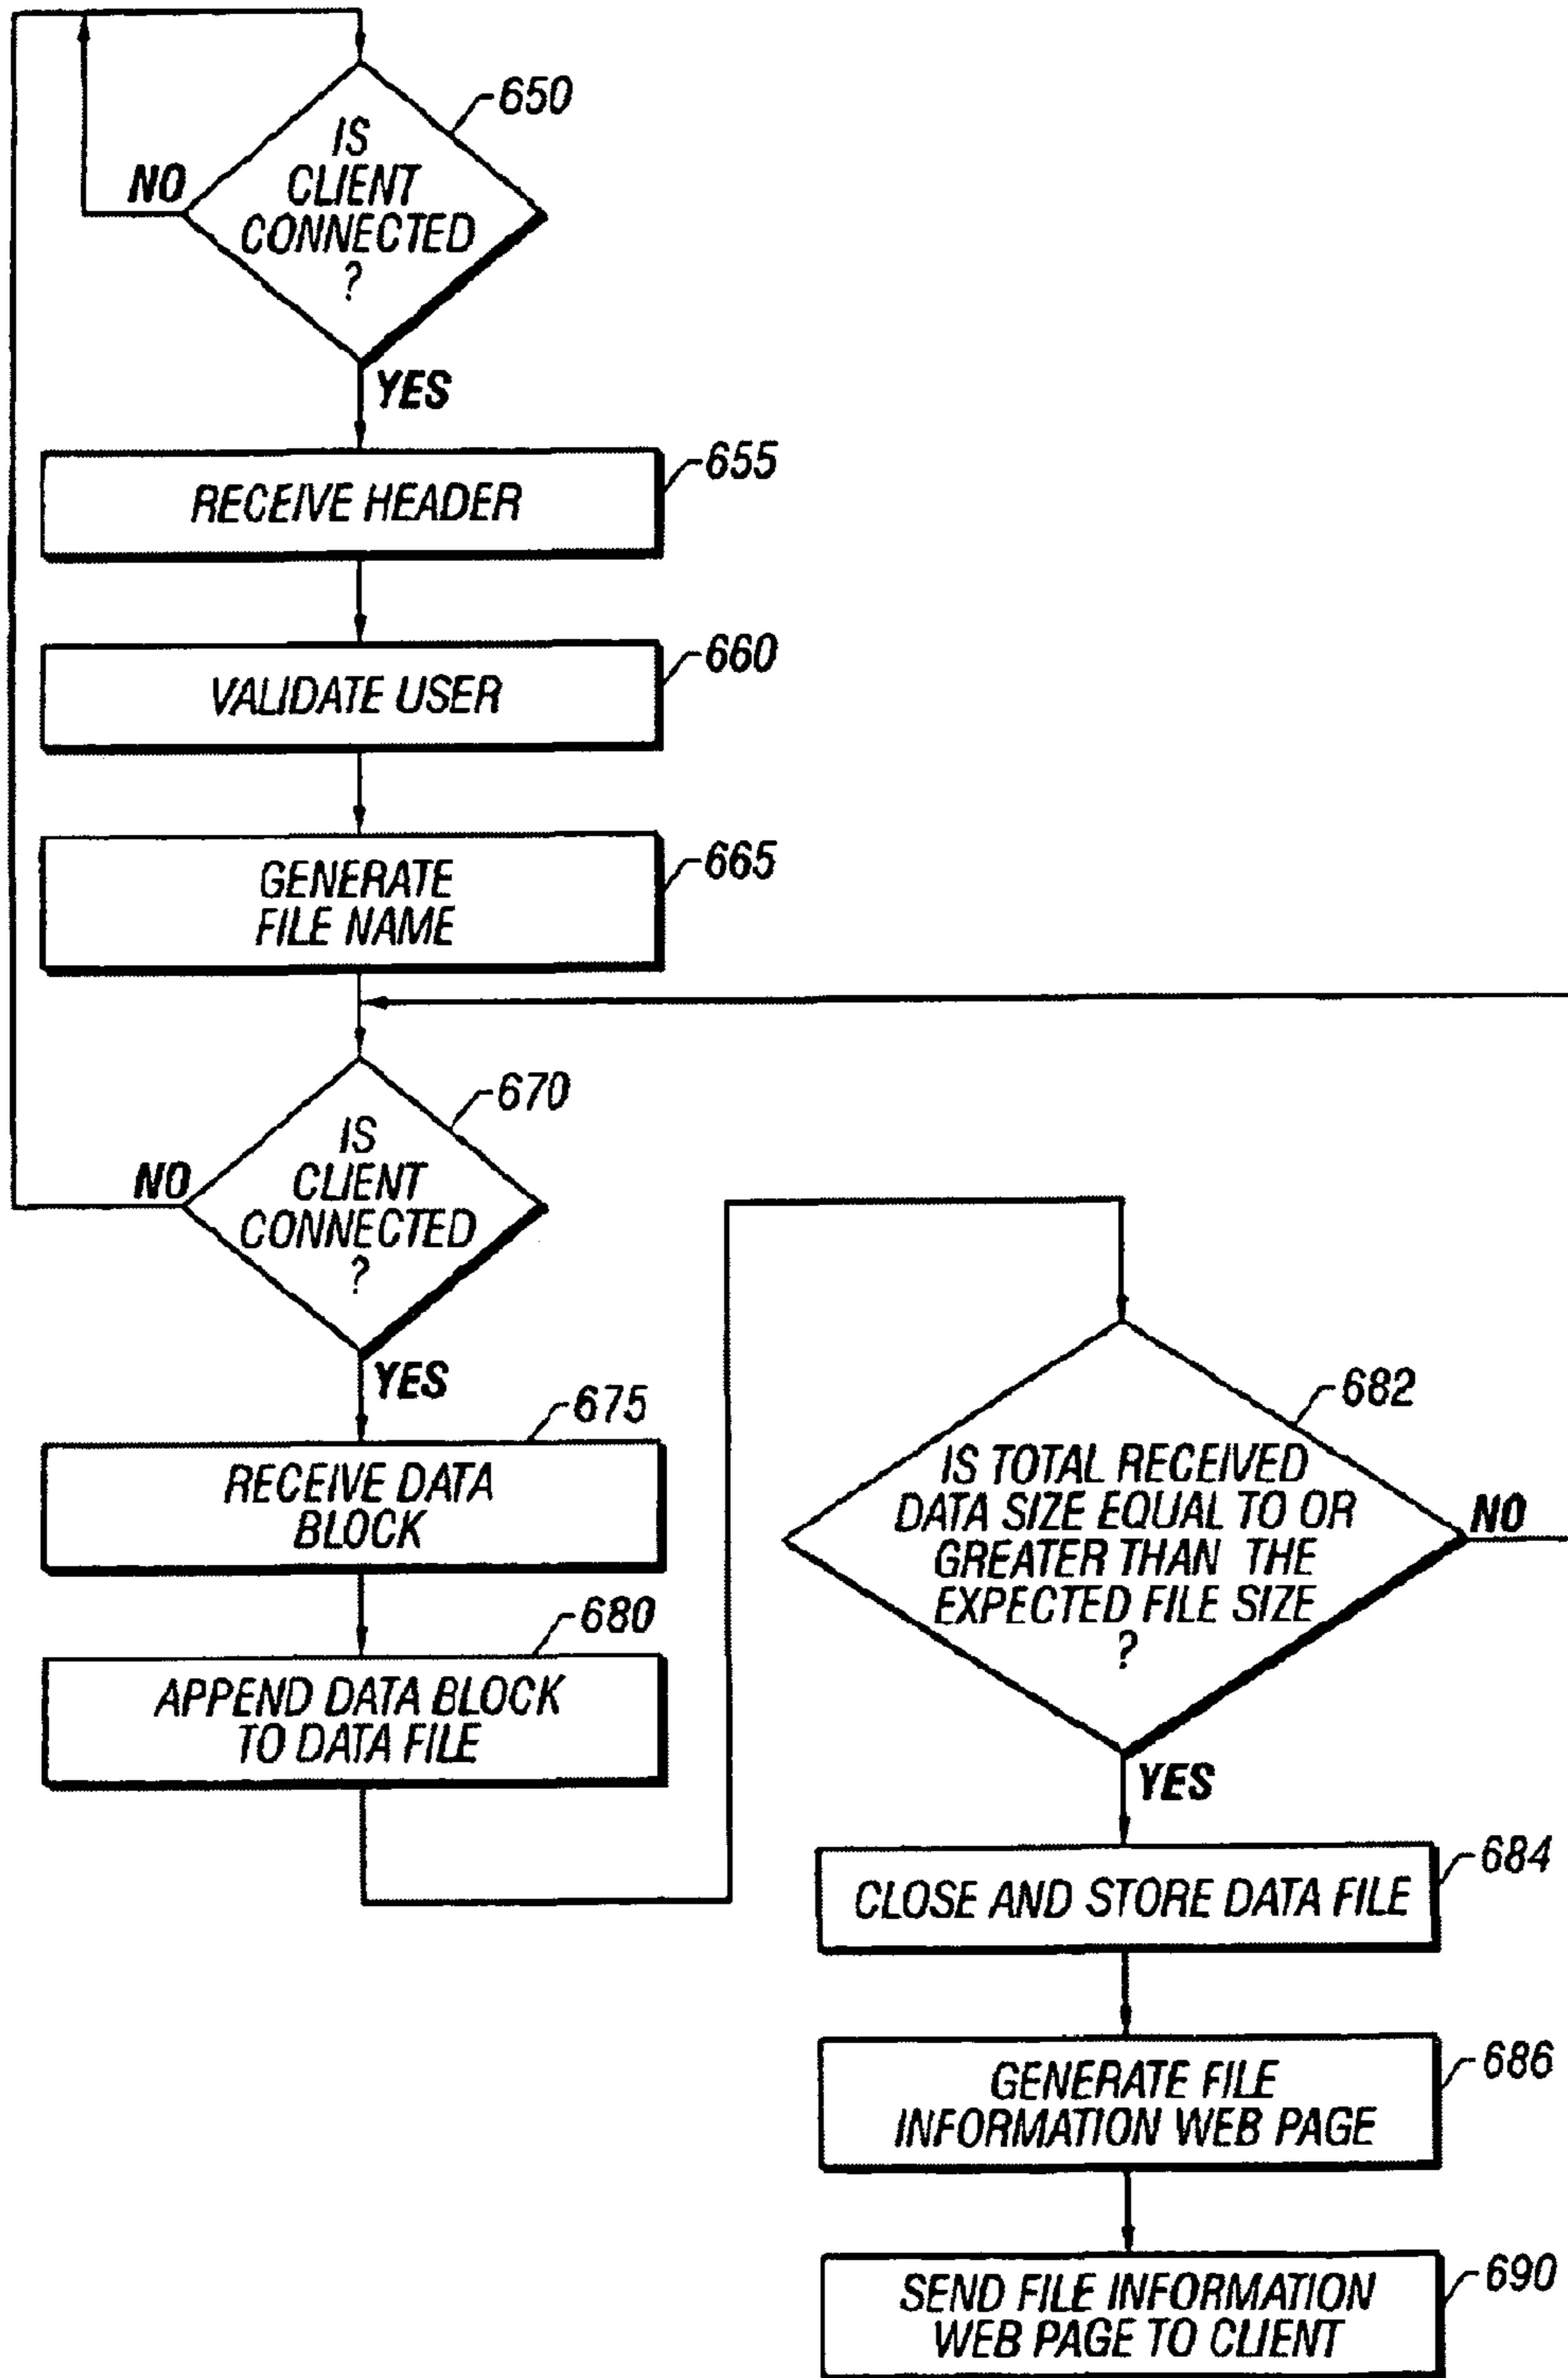 650
IS
CLIENT
CONNECTED
?
NO
YES
655
RECEIVE HEADER
660
VALIDATE USER
665
GENERATE
FILE NAME
670
IS
CLIENT
CONNECTED
?
NO
YES
675
RECEIVE DATA
BLOCK
680
APPEND DATA BLOCK
TO DATA FILE
682
IS TOTAL RECEIVED
DATA SIZE EQUAL TO OR
GREATER THAN THE
EXPECTED FILE SIZE
?
NO
YES
684
CLOSE AND STORE DATA FILE
686
GENERATE FILE
INFORMATION WEB PAGE
690
SEND FILE INFORMATION
WEB PAGE TO CLIENT